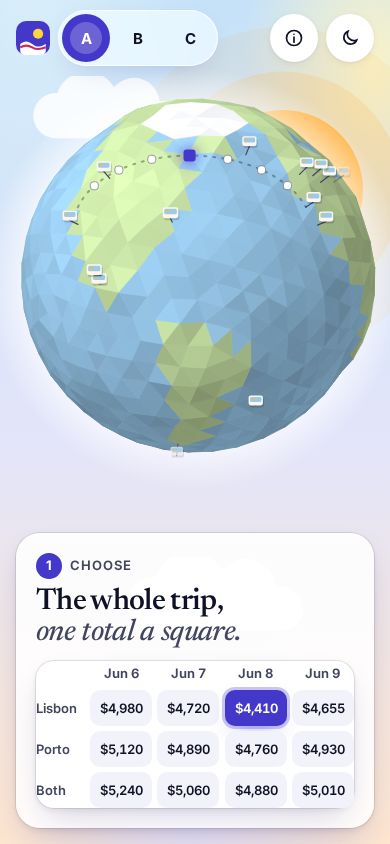 A B C
1 CHOOSE
The whole trip,
one total a square.
Jun 6 Jun 7 Jun 8 Jun 9
Lisbon $4,980 $4,720 $4,410 $4,655
Porto $5,120 $4,890 $4,760 $4,930
Both $5,240 $5,060 $4,880 $5,010